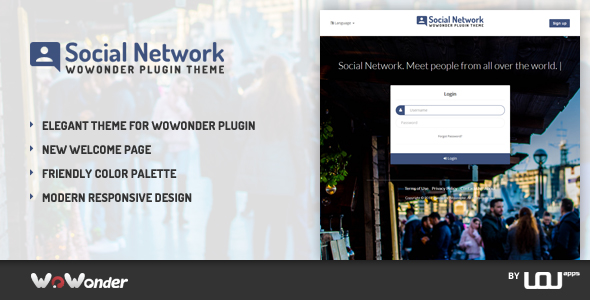 Social Network
WOWONDER PLUGIN THEME
ELEGANT THEME FOR WOWONDER PLUGIN
NEW WELCOME PAGE
FRIENDLY COLOR PALETTE
MODERN RESPONSIVE DESIGN
Language
Social Network
WOWONDER PLUGIN THEME
Sign up
Social Network. Meet people from all over the world. |
Login
Username
Password
Forgot Password?
Login
Terms of Use Privacy Policy
Copyright
WoWonder
BY
apps